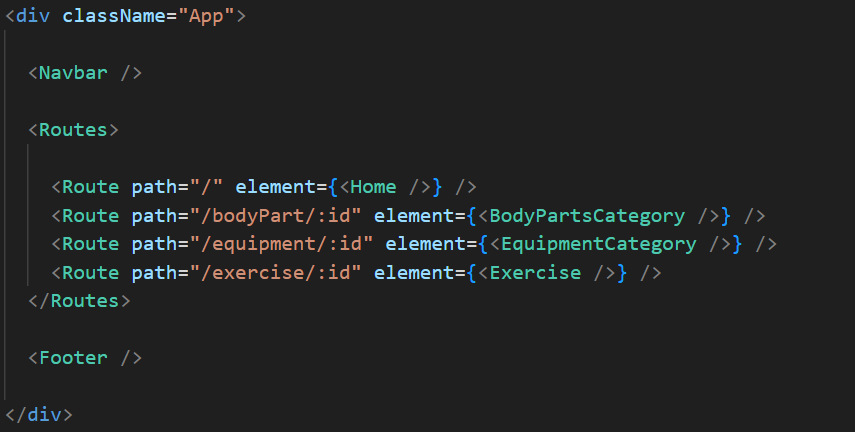 <div className="App">
<Navbar />
<Routes>
<Route path="/" element={<Home />} />
<Route path="/bodyPart/:id" element={<BodyPartsCategory />} />
<Route path="/equipment/:id" element={<EquipmentCategory />} />
<Route path="/exercise/:id" element={<Exercise />} />
</Routes>
<Footer />
</div>